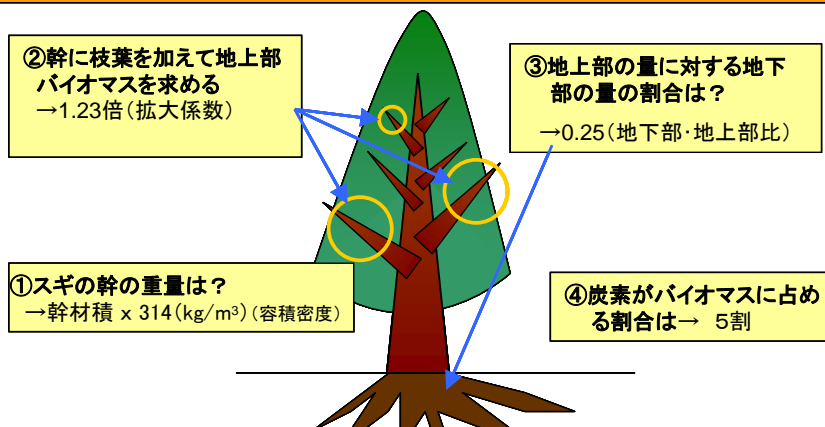 ②幹に枝葉を加えて地上部
バイオマスを求める
→1.23倍（拡大係数）
③地上部の量に対する地下
部の量の割合は？
→0.25（地下部・地上部比）
①スギの幹の重量は？
→幹材積 x 314（kg/m³）（容積密度）
④炭素がバイオマスに占め
る割合は→ 5割